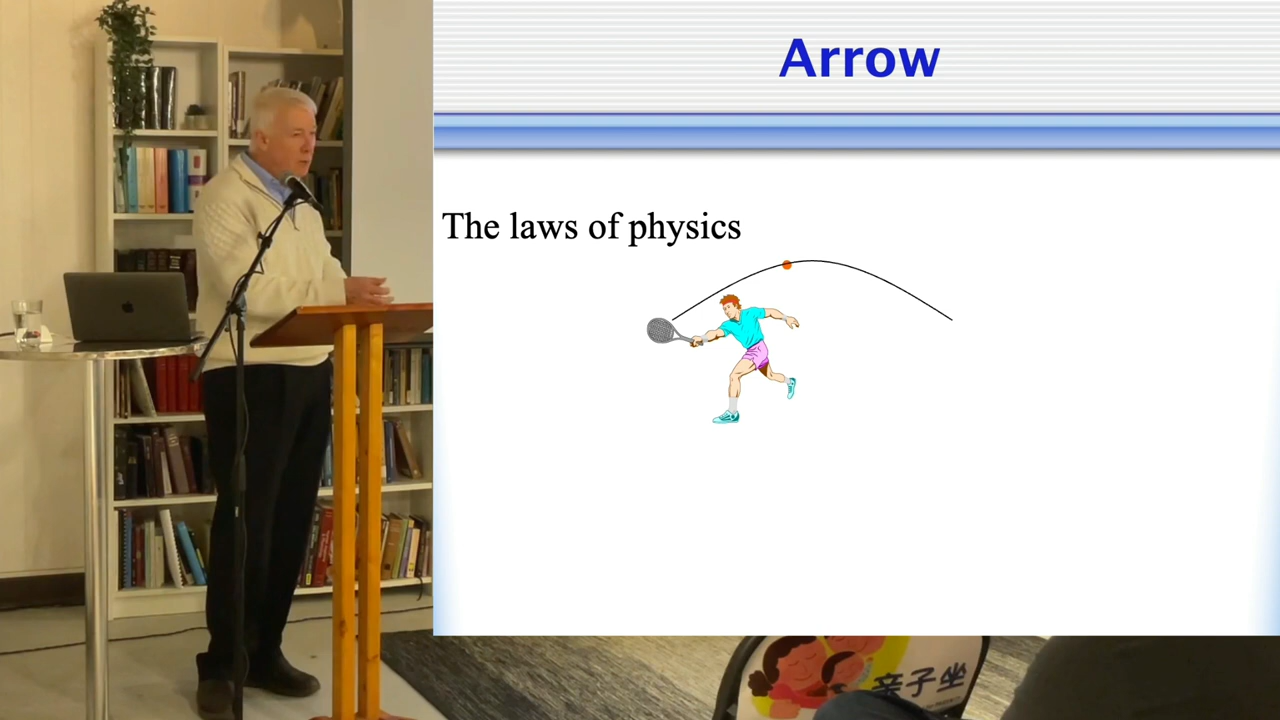 Arrow
The laws of physics
亲子坐